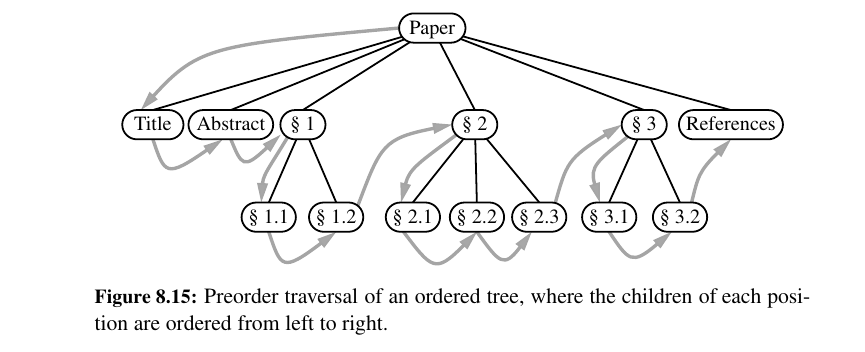 Paper
Title Abstract § 1 § 2 § 3 References
§ 1.1 § 1.2 § 2.1 § 2.2 § 2.3 § 3.1 § 3.2
Figure 8.15: Preorder traversal of an ordered tree, where the children of each posi-
tion are ordered from left to right.